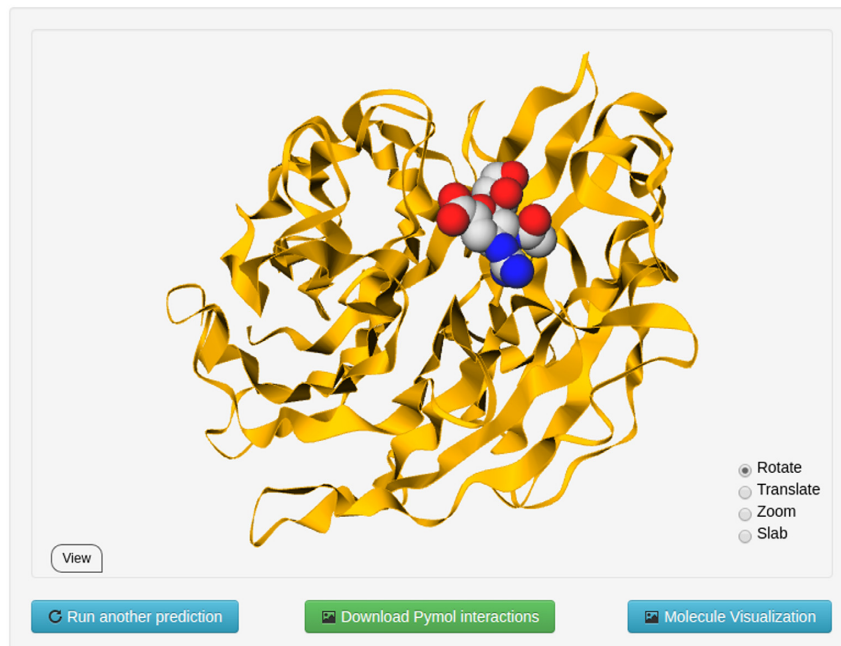 Rotate
Translate
Zoom
Slab
View
Run another prediction
Download Pymol interactions
Molecule Visualization